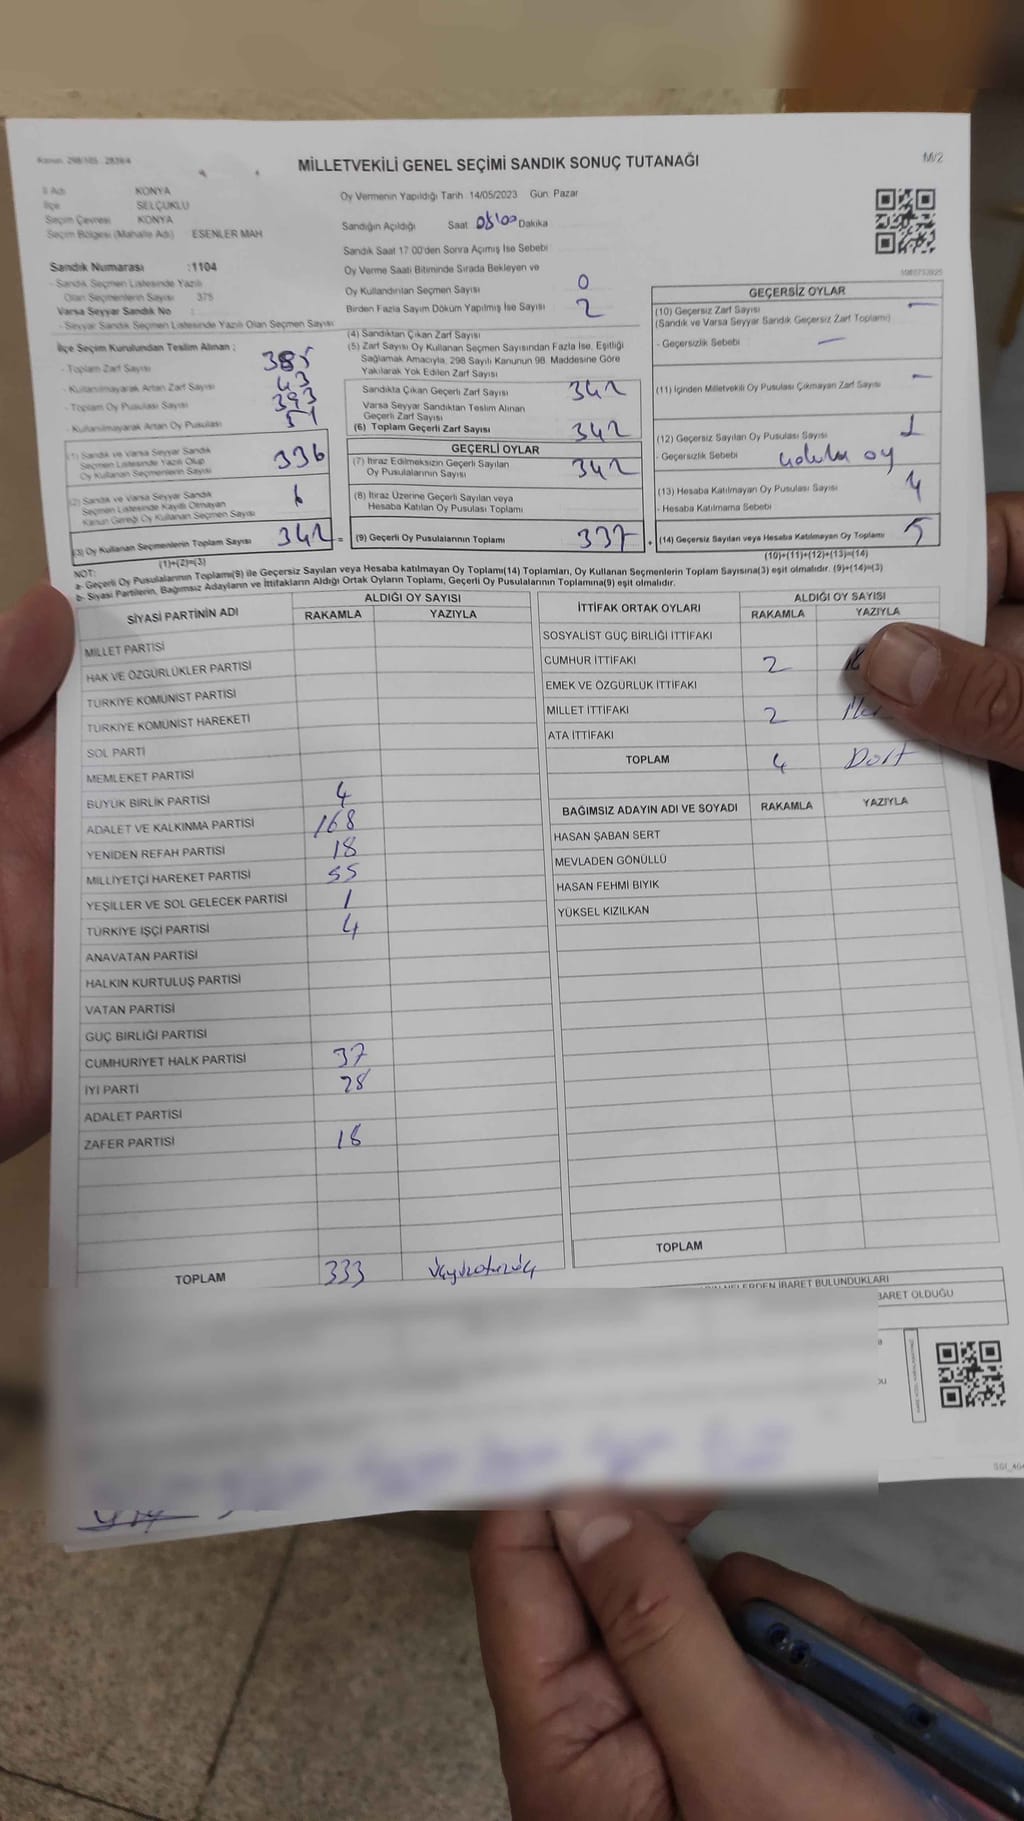 Kanun: 298/105 - 2839/4
MİLLETVEKİLİ GENEL SEÇİMİ SANDIK SONUÇ TUTANAĞI
M/2
İl Adı KONYA
İlçe SELÇUKLU
Seçim Çevresi KONYA
Seçim Bölgesi (Mahalle Adı) ESENLER MAH
Sandık Numarası :1104
- Sandık Seçmen Listesinde Yazılı
Olan Seçmenlerin Sayısı 375
Varsa Seyyar Sandık No
- Seyyar Sandık Seçmen Listesinde Yazılı Olan Seçmen Sayısı
İlçe Seçim Kurulundan Teslim Alınan :
- Toplam Zarf Sayısı 385
- Kullanılmayarak Artan Zarf Sayısı 43
- Toplam Oy Pusulası Sayısı 393
- Kullanılmayarak Artan Oy Pusulası 51
(1) Sandık ve Varsa Seyyar Sandık
Seçmen Listesinde Yazılı Olup
Oy Kullanan Seçmenlerin Sayısı 336
(2) Sandık ve Varsa Seyyar Sandık
Seçmen Listesinde Kayıtlı Olmayan
Kanun Gereği Oy Kullanan Seçmen Sayısı 6
(3) Oy Kullanan Seçmenlerin Toplam Sayısı 342 =
(1)+(2)=(3)
Oy Vermenin Yapıldığı Tarih 14/05/2023 Gün: Pazar
Sandığın Açıldığı Saat 08:00 Dakika
Sandık Saat 17:00'den Sonra Açılmış İse Sebebi
Oy Verme Saati Bitiminde Sırada Bekleyen ve
Oy Kullandırılan Seçmen Sayısı 0
Birden Fazla Sayım Döküm Yapılmış İse Sayısı 2
(4) Sandıktan Çıkan Zarf Sayısı
(5) Zarf Sayısı Oy Kullanan Seçmen Sayısından Fazla İse, Eşitliği
Sağlamak Amacıyla, 298 Sayılı Kanunun 98. Maddesine Göre
Yakılarak Yok Edilen Zarf Sayısı
Sandıkta Çıkan Geçerli Zarf Sayısı 342
Varsa Seyyar Sandıktan Teslim Alınan
Geçerli Zarf Sayısı
(6) Toplam Geçerli Zarf Sayısı 342
GEÇERLİ OYLAR
(7) İtiraz Edilmeksizin Geçerli Sayılan
Oy Pusulalarının Sayısı 342
(8) İtiraz Üzerine Geçerli Sayılan veya
Hesaba Katılan Oy Pusulası Toplamı
(9) Geçerli Oy Pusulalarının Toplamı 337 +
GEÇERSİZ OYLAR
(10) Geçersiz Zarf Sayısı —
(Sandık ve Varsa Seyyar Sandık Geçersiz Zarf Toplamı)
- Geçersizlik Sebebi —
(11) İçinden Milletvekili Oy Pusulası Çıkmayan Zarf Sayısı —
(12) Geçersiz Sayılan Oy Pusulası Sayısı 1
- Geçersizlik Sebebi oy
(13) Hesaba Katılmayan Oy Pusulası Sayısı 4
- Hesaba Katılmama Sebebi
(14) Geçersiz Sayılan veya Hesaba Katılmayan Oy Toplamı 5
(10)+(11)+(12)+(13)=(14)
NOT:
a- Geçerli Oy Pusulalarının Toplamı(9) ile Geçersiz Sayılan veya Hesaba katılmayan Oy Toplamı(14) Toplamları, Oy Kullanan Seçmenlerin Toplam Sayısına(3) eşit olmalıdır. (9)+(14)=(3)
b- Siyasi Partilerin, Bağımsız Adayların ve İttifakların Aldığı Ortak Oyların Toplamı, Geçerli Oy Pusulalarının Toplamına(9) eşit olmalıdır.
SİYASİ PARTİNİN ADI
ALDIĞI OY SAYISI
RAKAMLA YAZIYLA
MİLLET PARTİSİ
HAK VE ÖZGÜRLÜKLER PARTİSİ
TÜRKİYE KOMÜNİST PARTİSİ
TÜRKİYE KOMÜNİST HAREKETİ
SOL PARTİ
MEMLEKET PARTİSİ
BÜYÜK BİRLİK PARTİSİ 4
ADALET VE KALKINMA PARTİSİ 168
YENİDEN REFAH PARTİSİ 18
MİLLİYETÇİ HAREKET PARTİSİ 55
YEŞİLLER VE SOL GELECEK PARTİSİ 1
TÜRKİYE İŞÇİ PARTİSİ 4
ANAVATAN PARTİSİ
HALKIN KURTULUŞ PARTİSİ
VATAN PARTİSİ
GÜÇ BİRLİĞİ PARTİSİ
CUMHURİYET HALK PARTİSİ 37
İYİ PARTİ 28
ADALET PARTİSİ
ZAFER PARTİSİ 18
TOPLAM 333 üçyüzotuzüç
İTTİFAK ORTAK OYLARI
ALDIĞI OY SAYISI
RAKAMLA YAZIYLA
SOSYALİST GÜÇ BİRLİĞİ İTTİFAKI
CUMHUR İTTİFAKI 2
EMEK VE ÖZGÜRLÜK İTTİFAKI
MİLLET İTTİFAKI 2
ATA İTTİFAKI
TOPLAM 4 Dört
BAĞIMSIZ ADAYIN ADI VE SOYADI RAKAMLA YAZIYLA
HASAN ŞABAN SERT
MEVLADEN GÖNÜLLÜ
HASAN FEHMİ BIYIK
YÜKSEL KIZILKAN
TOPLAM
NELERDEN İBARET BULUNDUKLARI
BARET OLDUĞU